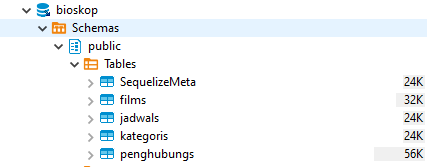 bioskop
Schemas
public
Tables
SequelizeMeta 24K
films 32K
jadwals 24K
kategoris 24K
penghubungs 56K